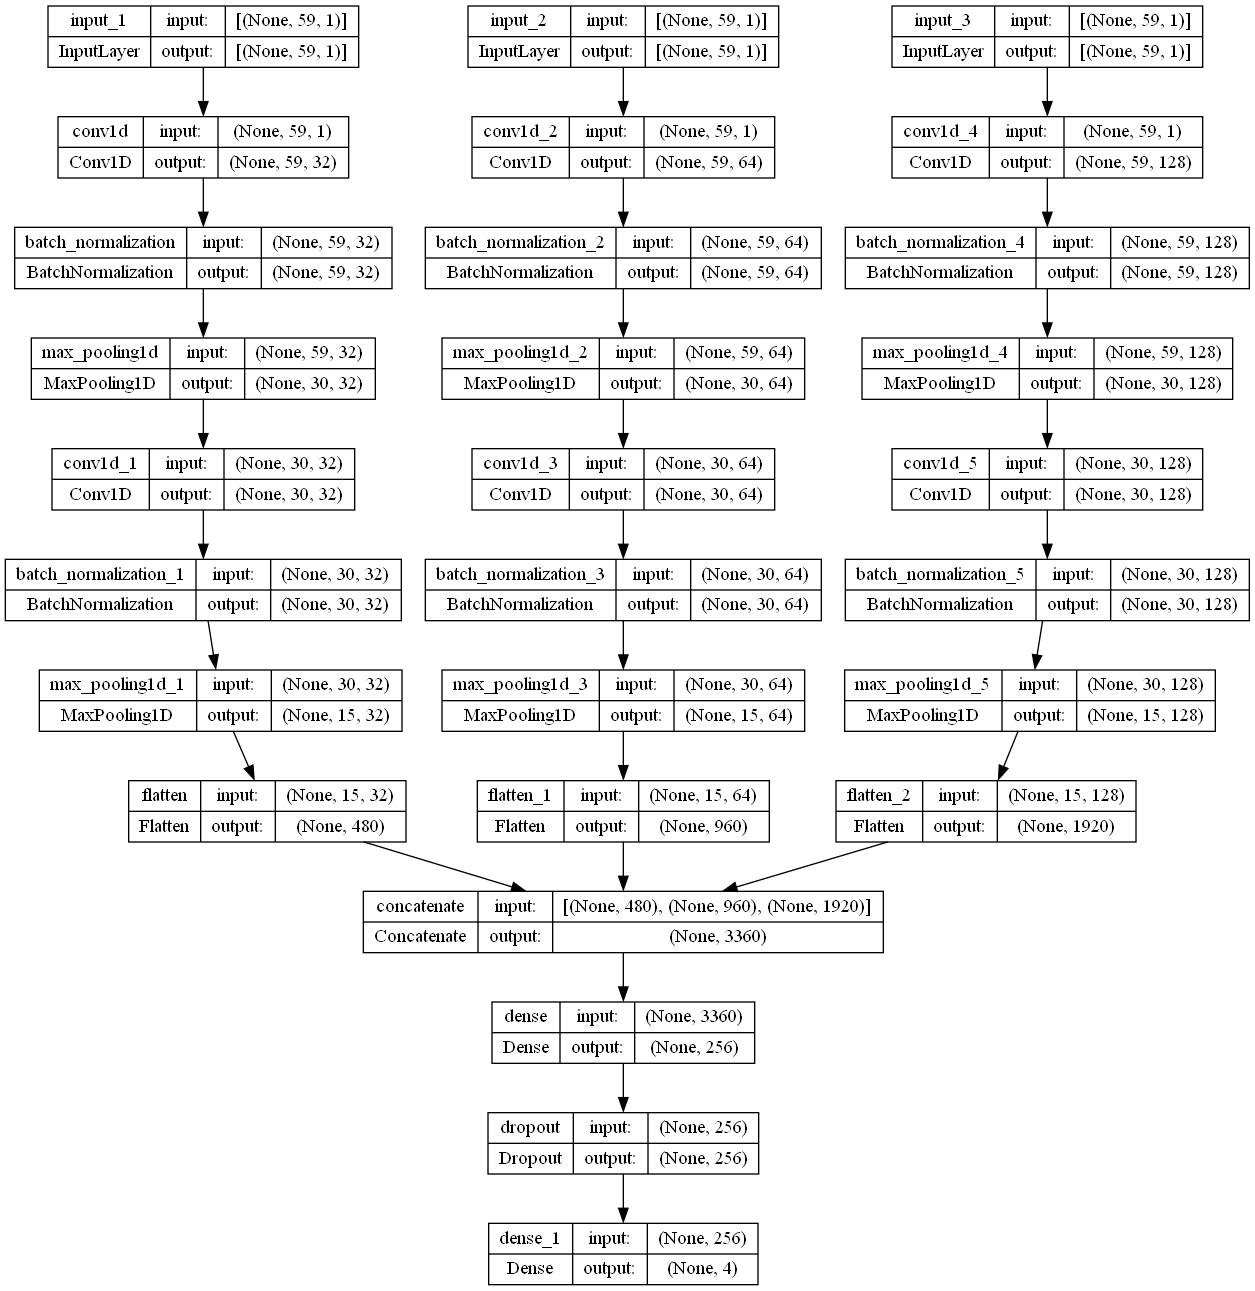 input_1 input: [(None, 59, 1)]
InputLayer output: [(None, 59, 1)]
input_2 input: [(None, 59, 1)]
InputLayer output: [(None, 59, 1)]
input_3 input: [(None, 59, 1)]
InputLayer output: [(None, 59, 1)]
conv1d input: (None, 59, 1)
Conv1D output: (None, 59, 32)
conv1d_2 input: (None, 59, 1)
Conv1D output: (None, 59, 64)
conv1d_4 input: (None, 59, 1)
Conv1D output: (None, 59, 128)
batch_normalization input: (None, 59, 32)
BatchNormalization output: (None, 59, 32)
batch_normalization_2 input: (None, 59, 64)
BatchNormalization output: (None, 59, 64)
batch_normalization_4 input: (None, 59, 128)
BatchNormalization output: (None, 59, 128)
max_pooling1d input: (None, 59, 32)
MaxPooling1D output: (None, 30, 32)
max_pooling1d_2 input: (None, 59, 64)
MaxPooling1D output: (None, 30, 64)
max_pooling1d_4 input: (None, 59, 128)
MaxPooling1D output: (None, 30, 128)
conv1d_1 input: (None, 30, 32)
Conv1D output: (None, 30, 32)
conv1d_3 input: (None, 30, 64)
Conv1D output: (None, 30, 64)
conv1d_5 input: (None, 30, 128)
Conv1D output: (None, 30, 128)
batch_normalization_1 input: (None, 30, 32)
BatchNormalization output: (None, 30, 32)
batch_normalization_3 input: (None, 30, 64)
BatchNormalization output: (None, 30, 64)
batch_normalization_5 input: (None, 30, 128)
BatchNormalization output: (None, 30, 128)
max_pooling1d_1 input: (None, 30, 32)
MaxPooling1D output: (None, 15, 32)
max_pooling1d_3 input: (None, 30, 64)
MaxPooling1D output: (None, 15, 64)
max_pooling1d_5 input: (None, 30, 128)
MaxPooling1D output: (None, 15, 128)
flatten input: (None, 15, 32)
Flatten output: (None, 480)
flatten_1 input: (None, 15, 64)
Flatten output: (None, 960)
flatten_2 input: (None, 15, 128)
Flatten output: (None, 1920)
concatenate input: [(None, 480), (None, 960), (None, 1920)]
Concatenate output: (None, 3360)
dense input: (None, 3360)
Dense output: (None, 256)
dropout input: (None, 256)
Dropout output: (None, 256)
dense_1 input: (None, 256)
Dense output: (None, 4)